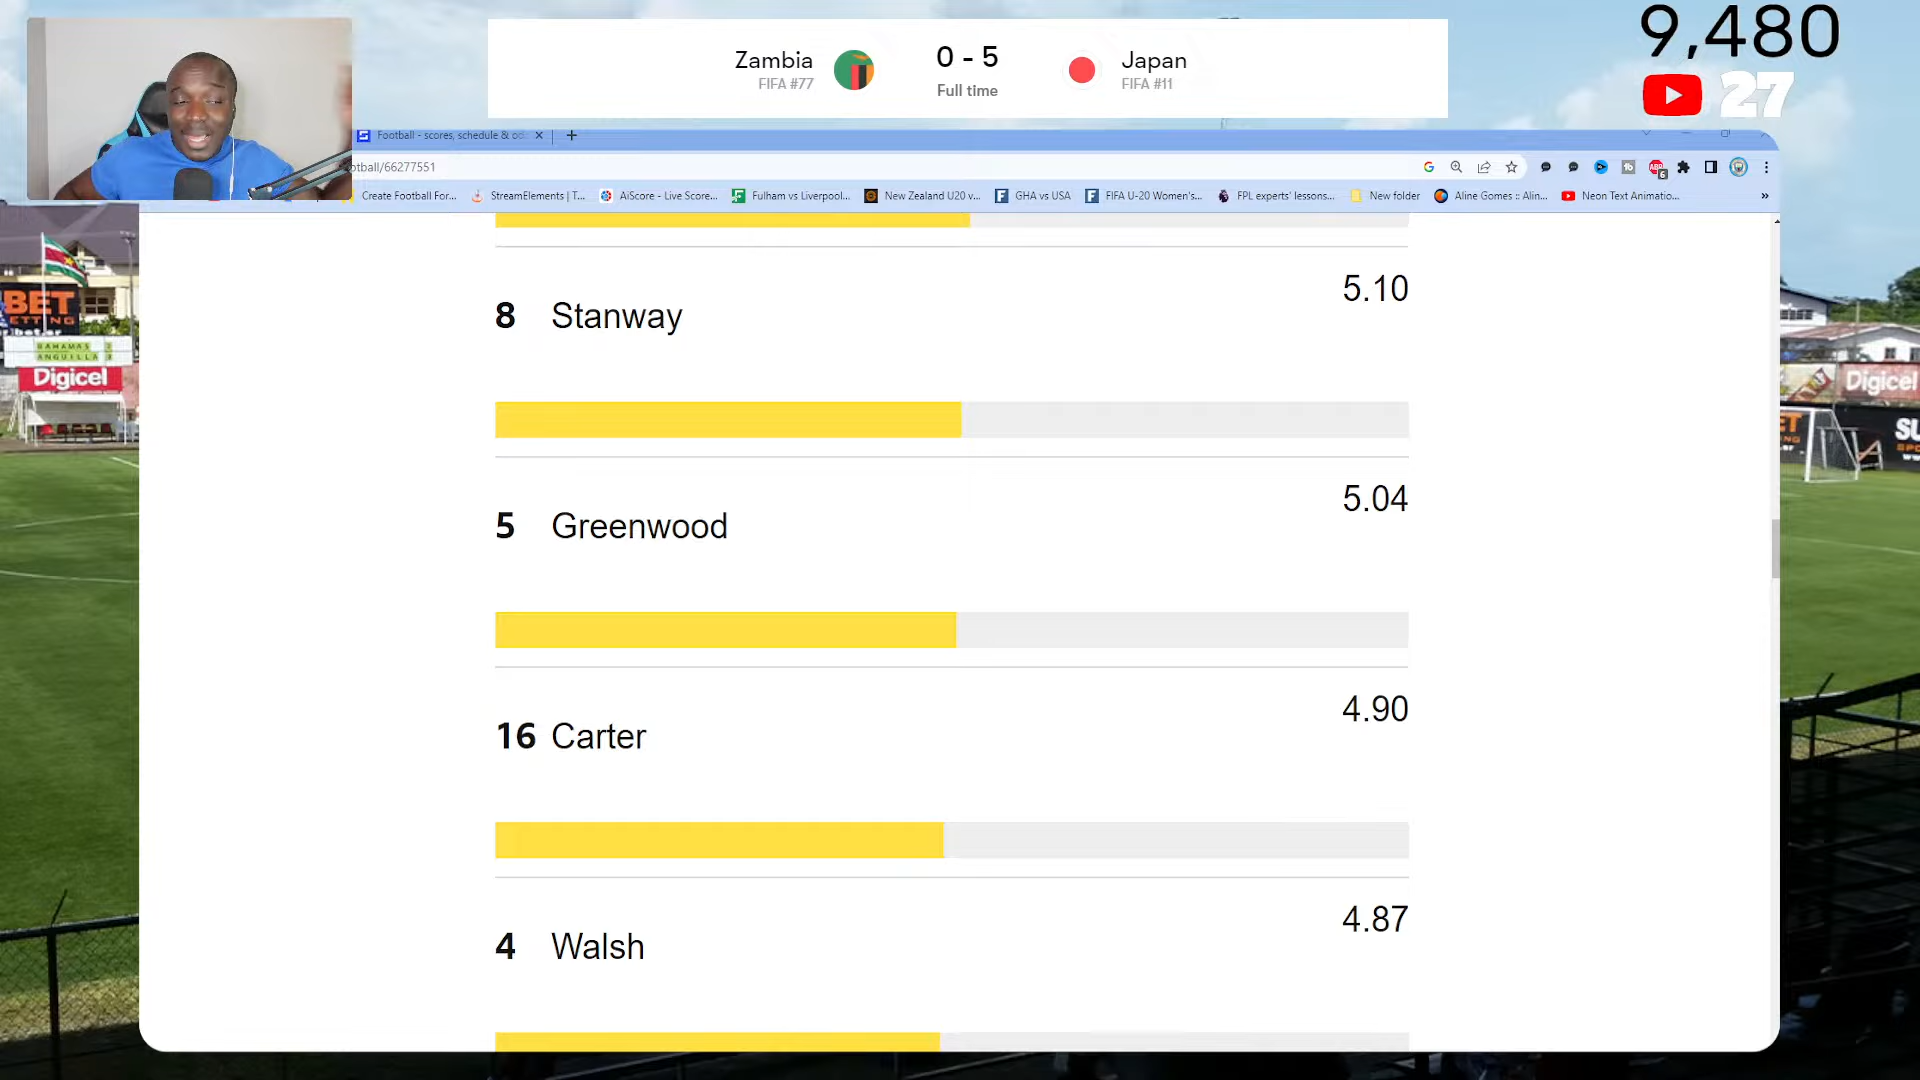 9,480
27
Zambia
FIFA #77
0 - 5
Full time
Japan
FIFA #11
Football - scores, schedule & od
otball/66277551
Create Football For...
StreamElements | T...
AiScore - Live Score...
Fulham vs Liverpool...
New Zealand U20 v...
GHA vs USA
FIFA U-20 Women's...
FPL experts' lessons...
New folder
Aline Gomes :: Alin...
Neon Text Animatio...
»
5.10
8 Stanway
5.04
5 Greenwood
4.90
16 Carter
4.87
4 Walsh
BET
BAHAMAS
ANGUILLA
Digicel
Digicel